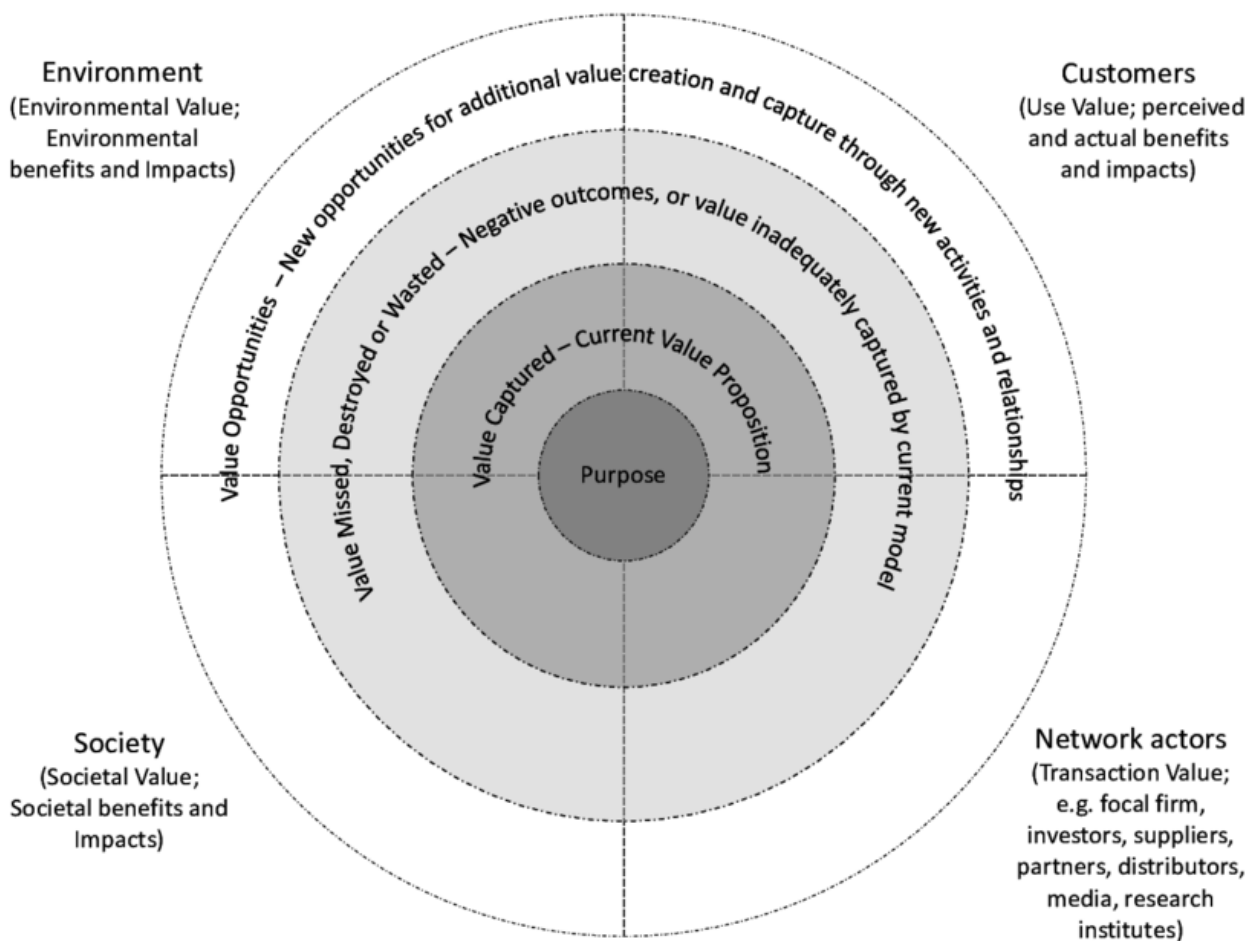 Environment
(Environmental Value;
Environmental
benefits and Impacts)
Customers
(Use Value; perceived
and actual benefits
and impacts)
Value Opportunities – New opportunities for additional value creation and capture through new activities and relationships
Value Missed, Destroyed or Wasted – Negative outcomes, or value inadequately captured by current model
Value Captured – Current Value Proposition
Purpose
Society
(Societal Value;
Societal benefits and
Impacts)
Network actors
(Transaction Value;
e.g. focal firm,
investors, suppliers,
partners, distributors,
media, research
institutes)